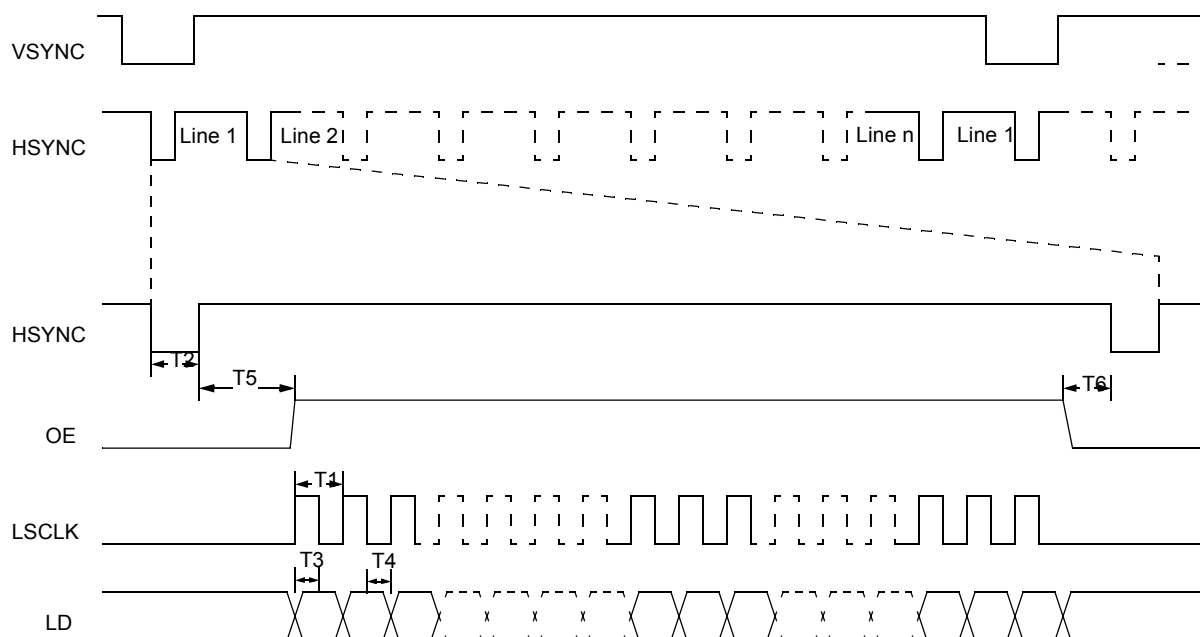 VSYNC
HSYNC
Line 1
Line 2
Line n
Line 1
HSYNC
T2
T5
T6
OE
T1
LSCLK
T3
T4
LD